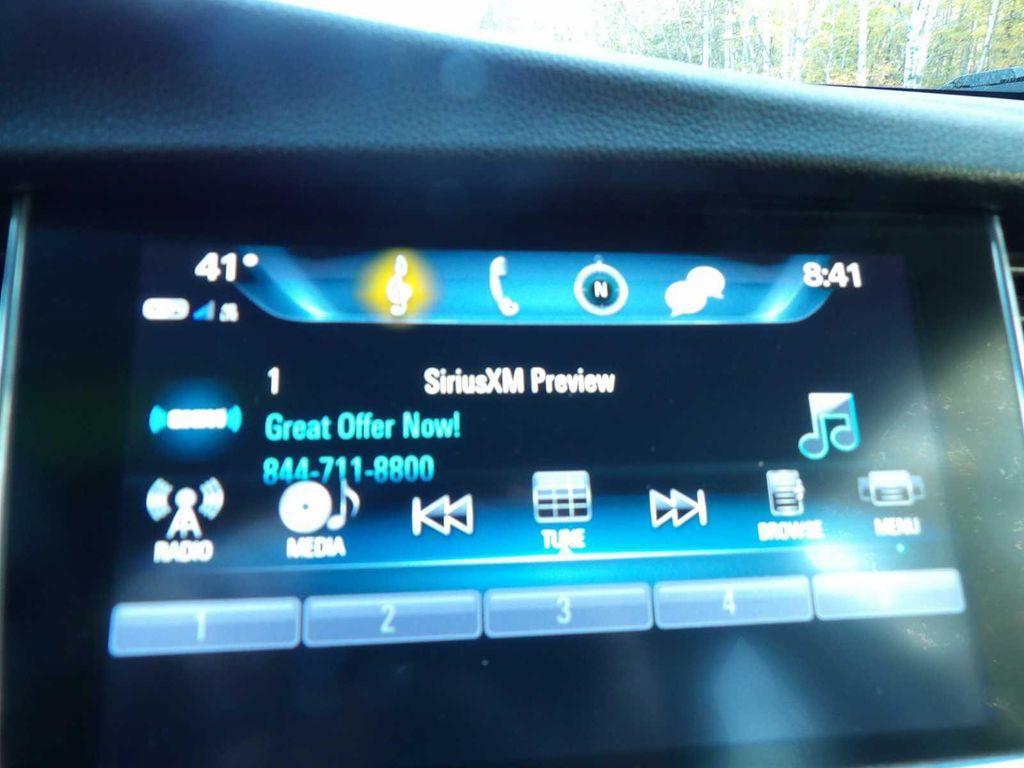 41°
8:41
N
1 SiriusXM Preview
Great Offer Now!
844-711-8800
RADIO MEDIA TUNE BROWSE MENU
1 2 3 4